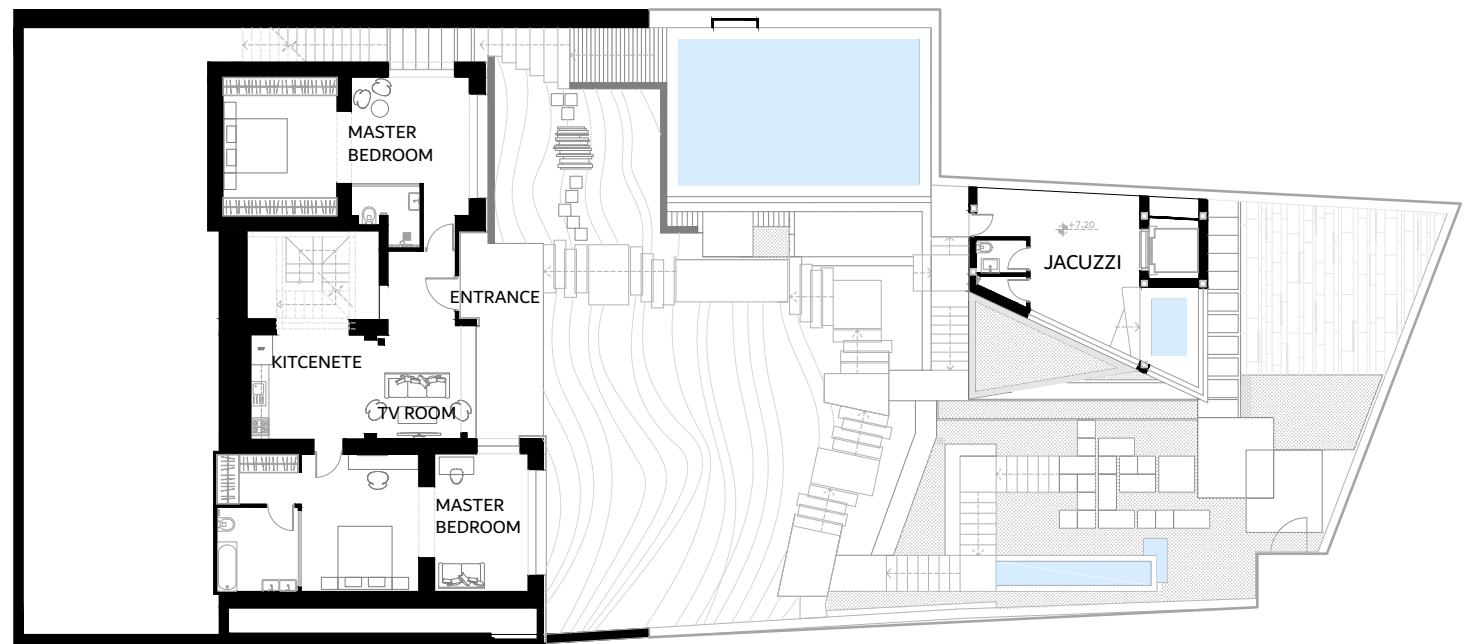 MASTER
BEDROOM
+7,20
JACUZZI
ENTRANCE
KITCENETE
TV ROOM
MASTER
BEDROOM